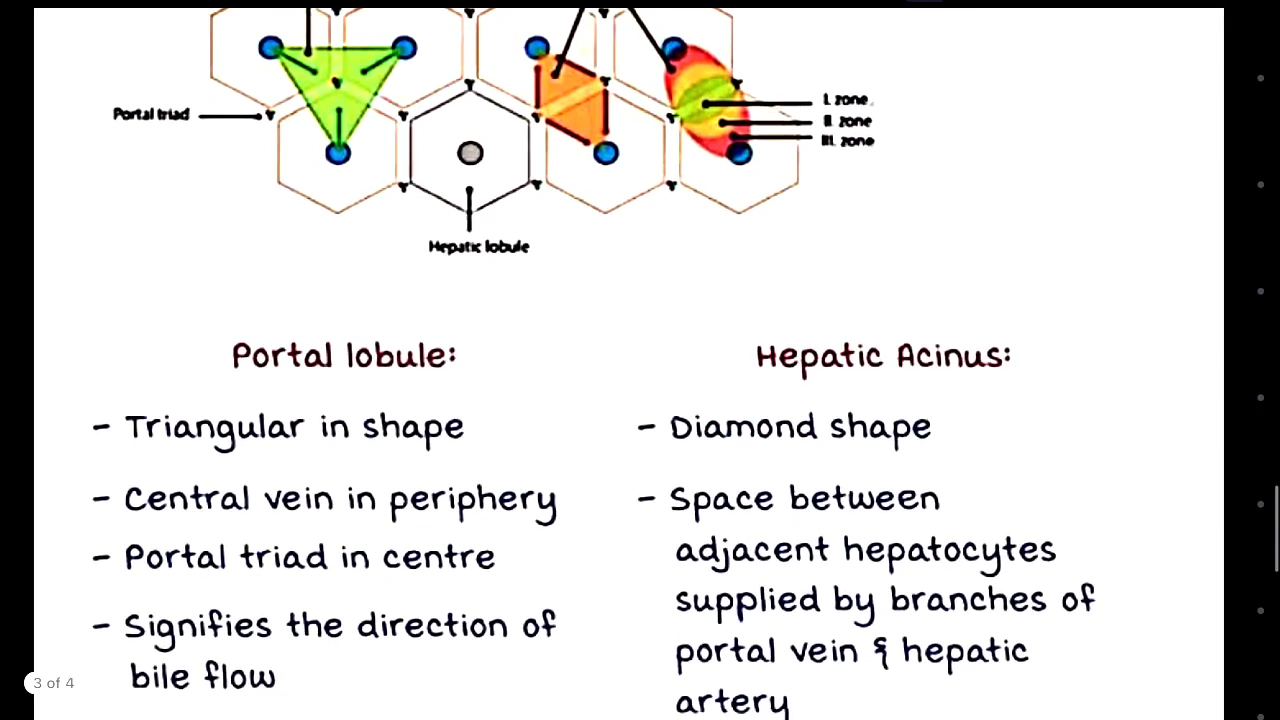 Portal triad
I. zone
II. zone
III. zone
Hepatic lobule
Portal lobule:
- Triangular in shape
- Central vein in periphery
- Portal triad in centre
- Signifies the direction of
bile flow
Hepatic Acinus:
- Diamond shape
- Space between
adjacent hepatocytes
supplied by branches of
portal vein & hepatic
artery
3 of 4